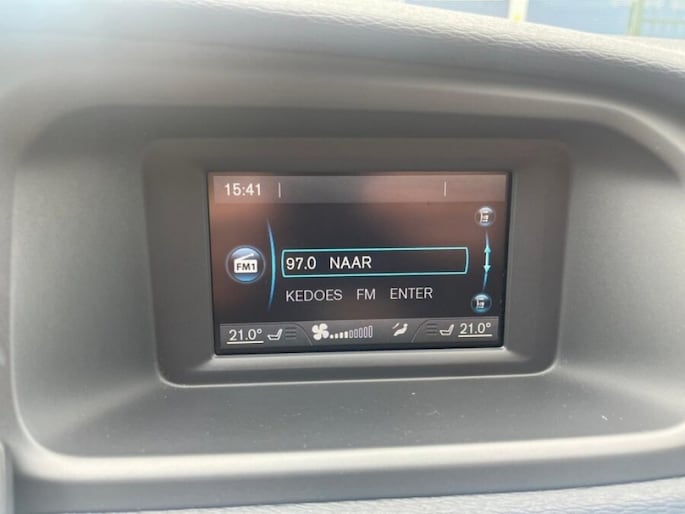 15:41
FM1
97.0 NAAR
KEDOES FM ENTER
21.0° 21.0°